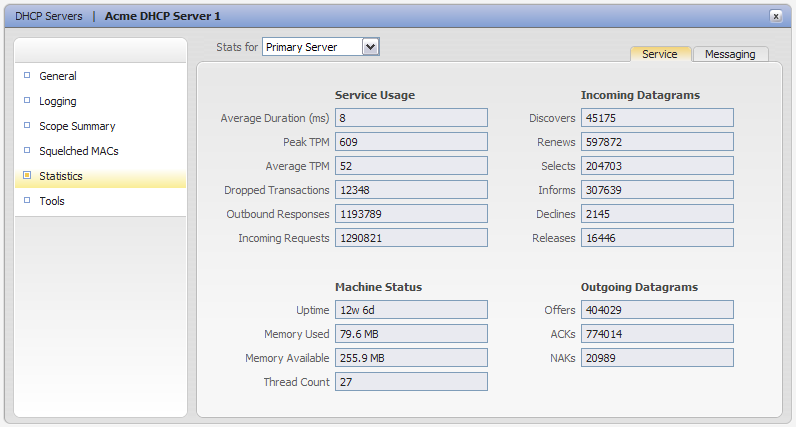 DHCP Servers | Acme DHCP Server 1 x
Stats for Primary Server
Service Messaging
General
Logging
Scope Summary
Squelched MACs
Statistics
Tools
Service Usage
Average Duration (ms) 8
Peak TPM 609
Average TPM 52
Dropped Transactions 12348
Outbound Responses 1193789
Incoming Requests 1290821
Incoming Datagrams
Discovers 45175
Renews 597872
Selects 204703
Informs 307639
Declines 2145
Releases 16446
Machine Status
Uptime 12w 6d
Memory Used 79.6 MB
Memory Available 255.9 MB
Thread Count 27
Outgoing Datagrams
Offers 404029
ACKs 774014
NAKs 20989